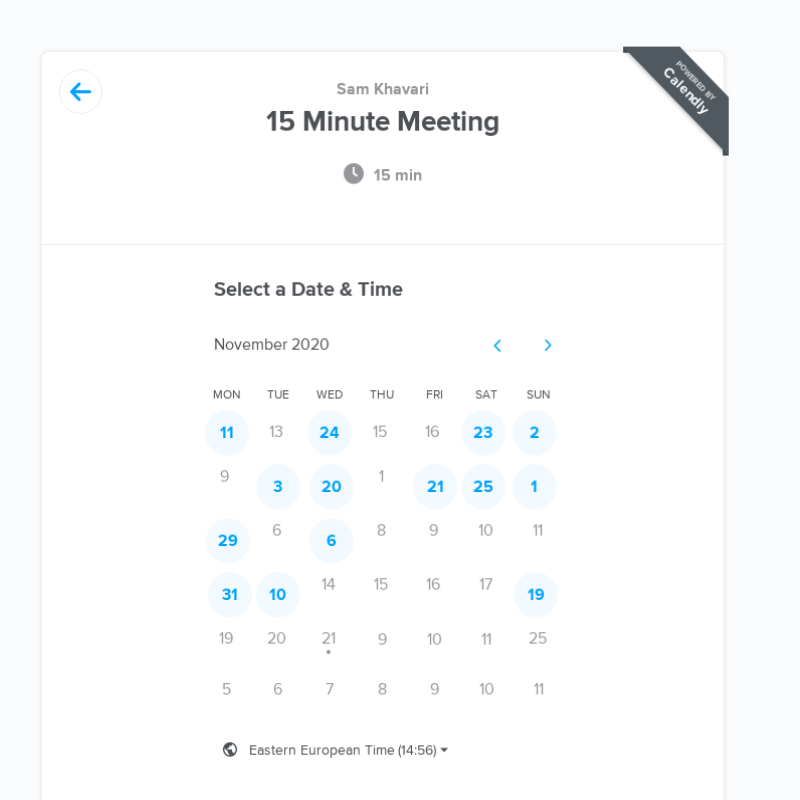 Sam Khavari
POWERED BY
Calendly
15 Minute Meeting
15 min
Select a Date & Time
November 2020
MON TUE WED THU FRI SAT SUN
11 13 24 15 16 23 2
9 3 20 1 21 25 1
29 6 6 8 9 10 11
31 10 14 15 16 17 19
19 20 21 9 10 11 25
5 6 7 8 9 10 11
Eastern European Time (14:56)